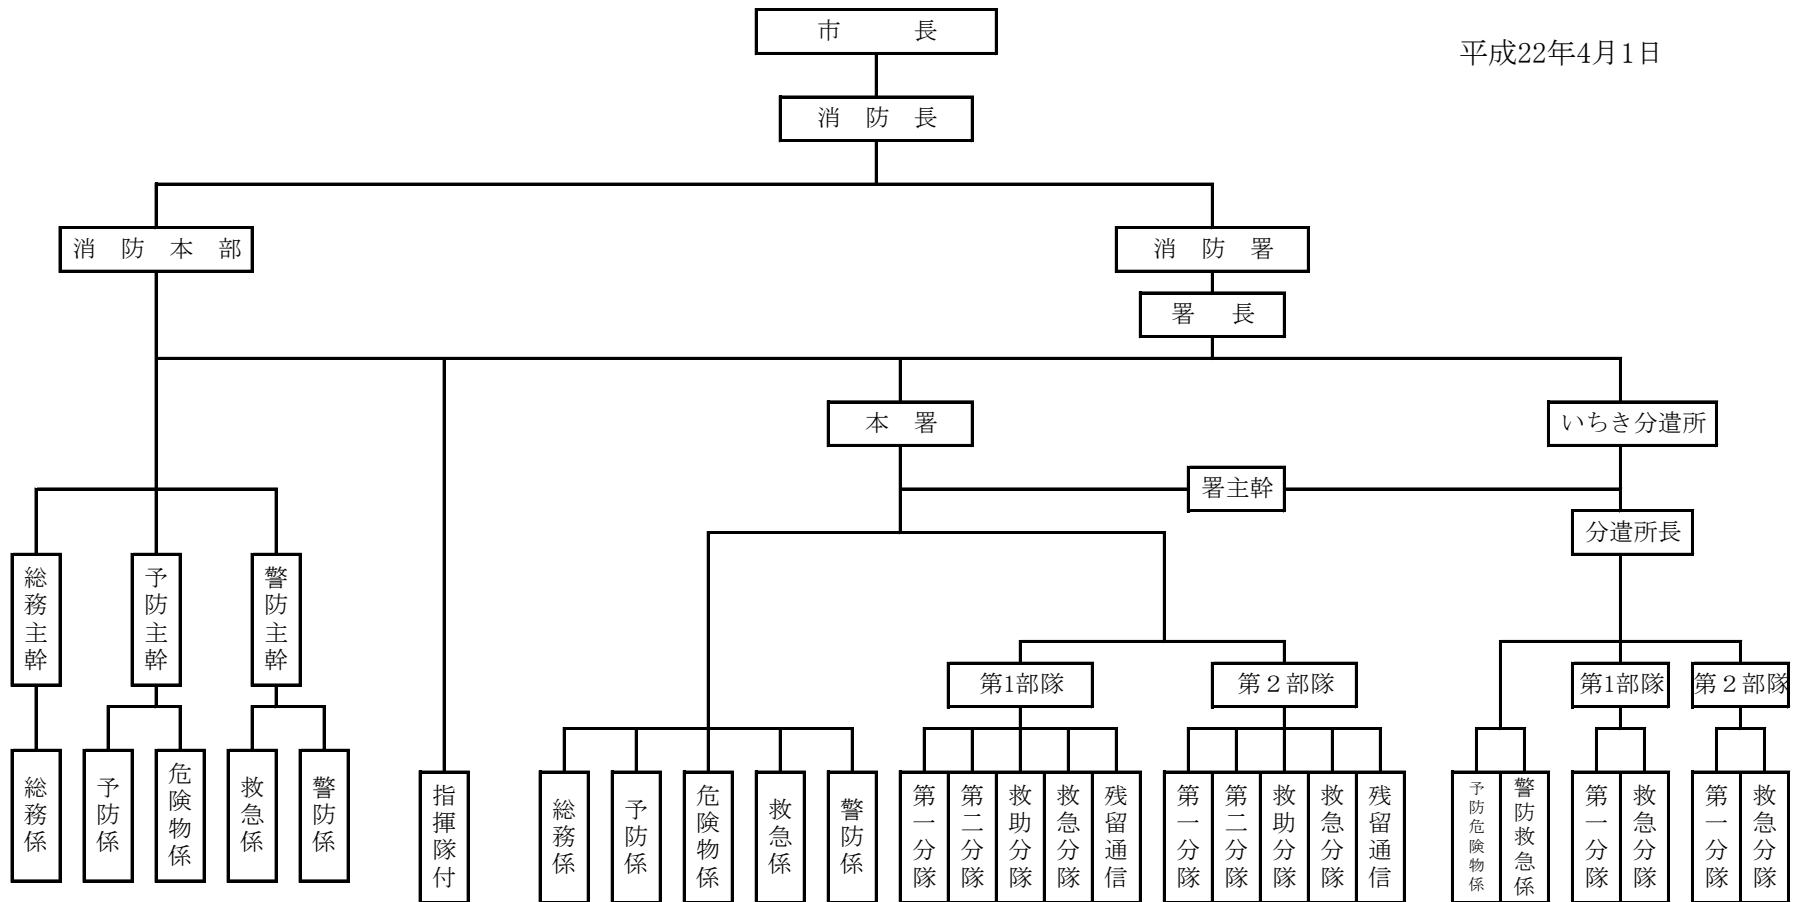 市　長
平成22年4月1日
消 防 長
消 防 本 部
消 防 署
署 長
本 署
いちき分遣所
署主幹
分遣所長
総務主幹
予防主幹
警防主幹
第1部隊
第２部隊
第1部隊
第２部隊
総務係
予防係
危険物係
救急係
警防係
指揮隊付
総務係
予防係
危険物係
救急係
警防係
第一分隊
第二分隊
救助分隊
救急分隊
残留通信
第一分隊
第二分隊
救助分隊
救急分隊
残留通信
予防危険物係
警防救急係
第一分隊
救急分隊
第一分隊
救急分隊